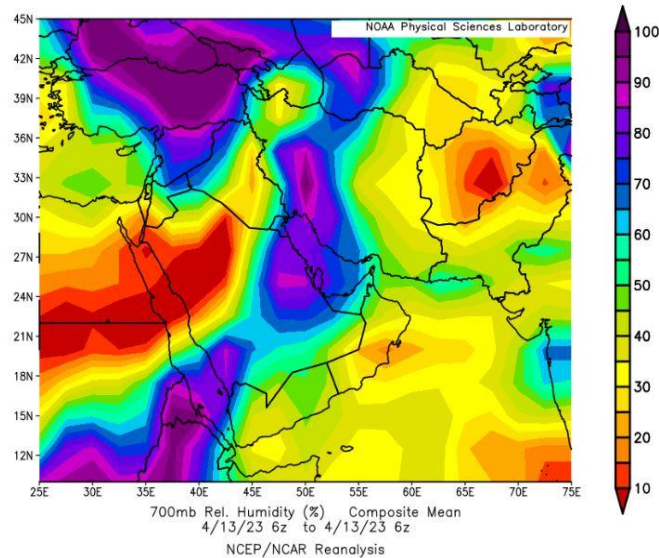 NOAA Physical Sciences Laboratory
45N
42N
39N
36N
33N
30N
27N
24N
21N
18N
15N
12N
25E 30E 35E 40E 45E 50E 55E 60E 65E 70E 75E
100
90
80
70
60
50
40
30
20
10
700mb Rel. Humidity (%) Composite Mean
4/13/23 6z to 4/13/23 6z
NCEP/NCAR Reanalysis